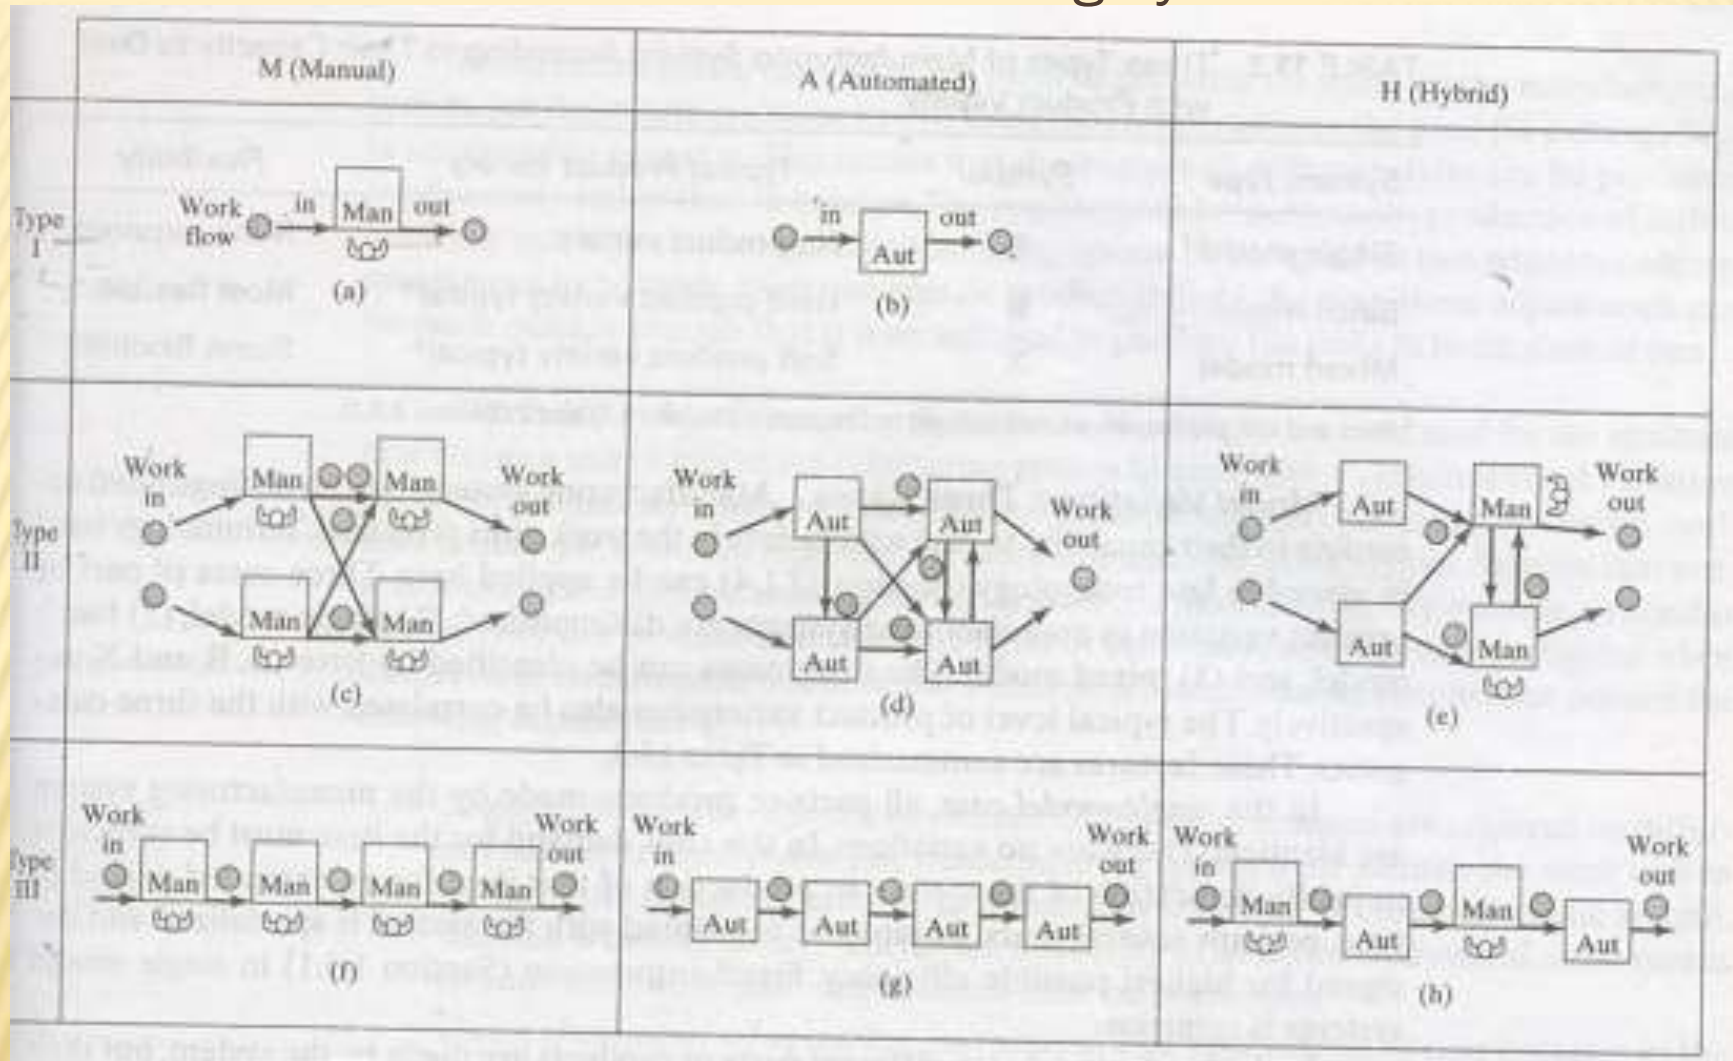 M (Manual)
A (Automated)
H (Hybrid)
Type
I
Work
flow
in
Man
out
(a)
in
Aut
out
(b)
Type
II
Work
in
Man
Man
Work
out
Man
Man
(c)
Work
in
Aut
Aut
Work
out
Aut
Aut
(d)
Work
in
Aut
Man
Work
out
Aut
Man
(e)
Type
III
Work
in
Man
Man
Man
Man
Work
out
(f)
Work
in
Aut
Aut
Aut
Aut
Work
out
(g)
Work
in
Man
Aut
Man
Aut
Work
out
(h)